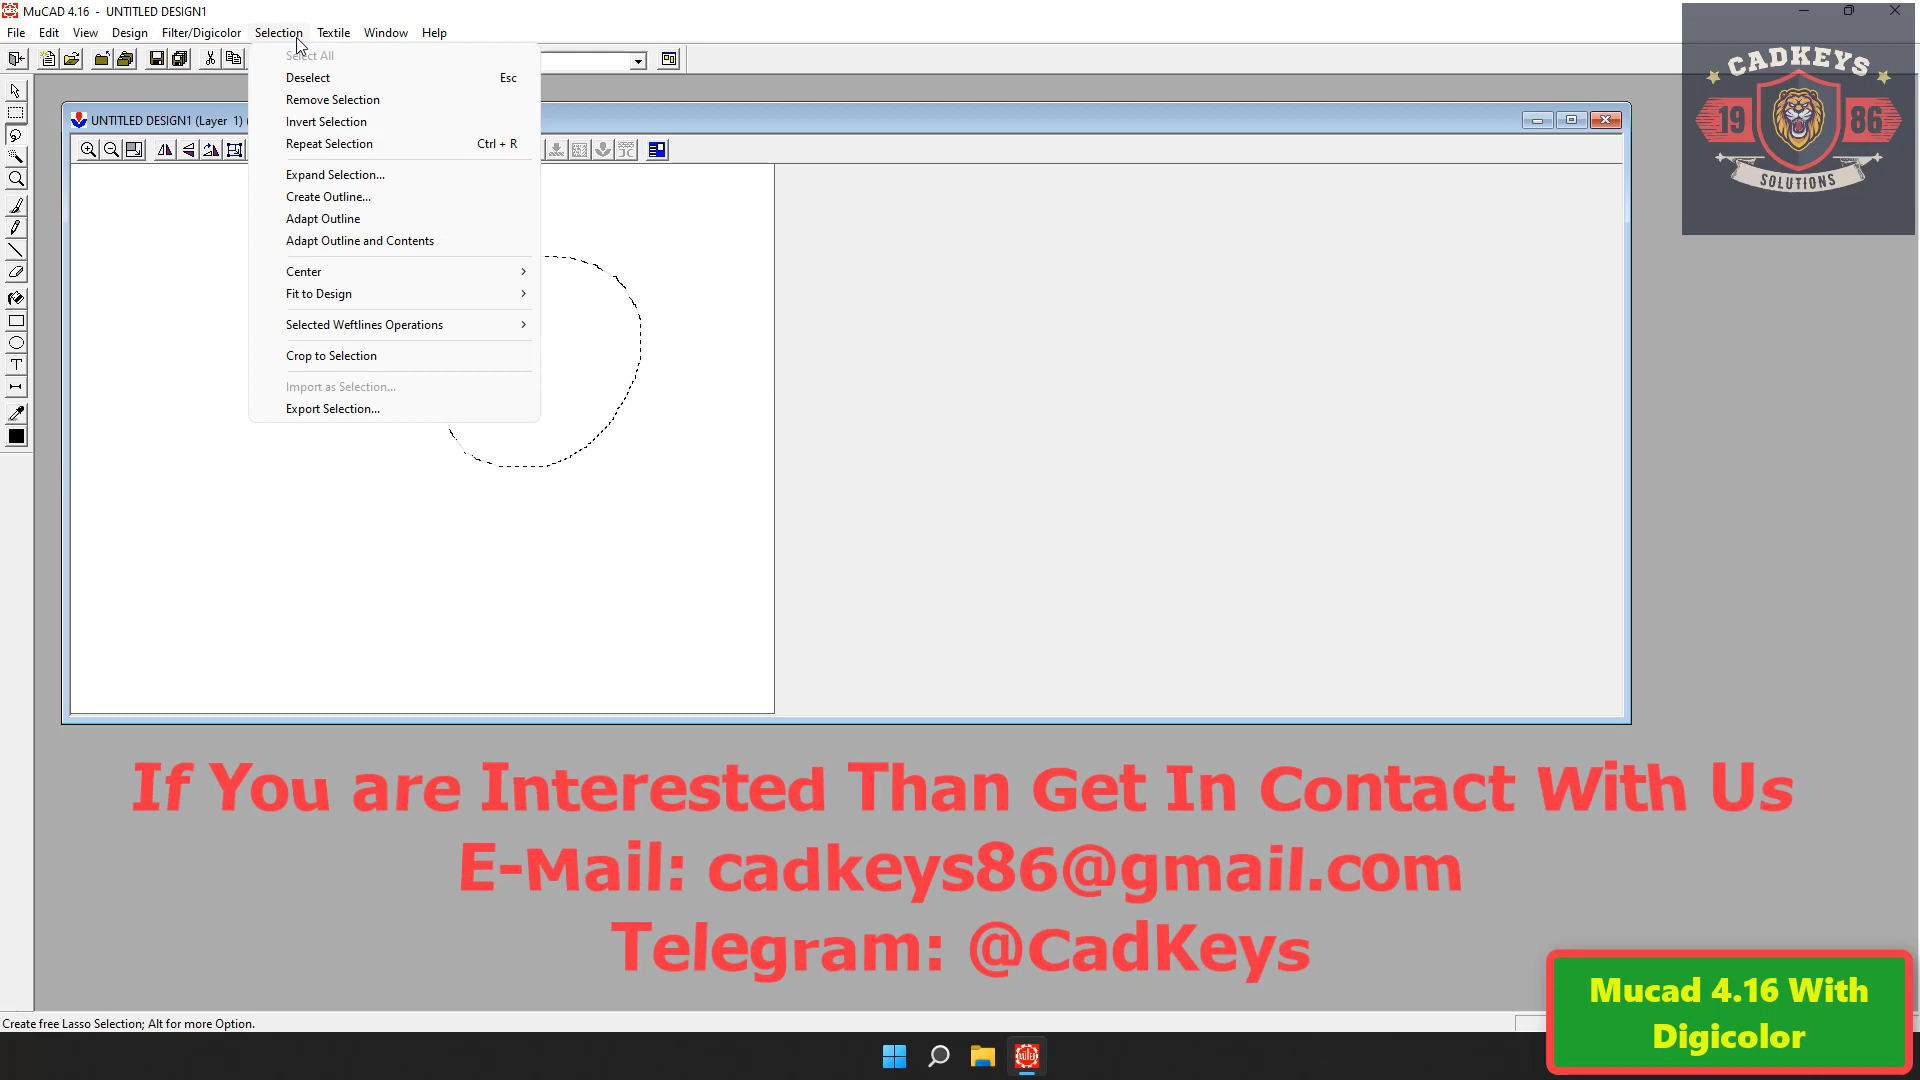 MuCAD 4.16 - UNTITLED DESIGN1
File Edit View Design Filter/Digicolor Selection Textile Window Help
Select All
Deselect Esc
Remove Selection
Invert Selection
Repeat Selection Ctrl + R
Expand Selection...
Create Outline...
Adapt Outline
Adapt Outline and Contents
Center
Fit to Design
Selected Weftlines Operations
Crop to Selection
Import as Selection...
Export Selection...
UNTITLED DESIGN1 (Layer 1) (
CADKEYS
19 86
SOLUTIONS
If You are Interested Than Get In Contact With Us
E-Mail: cadkeys86@gmail.com
Telegram: @CadKeys
Mucad 4.16 With
Digicolor
Create free Lasso Selection; Alt for more Option.